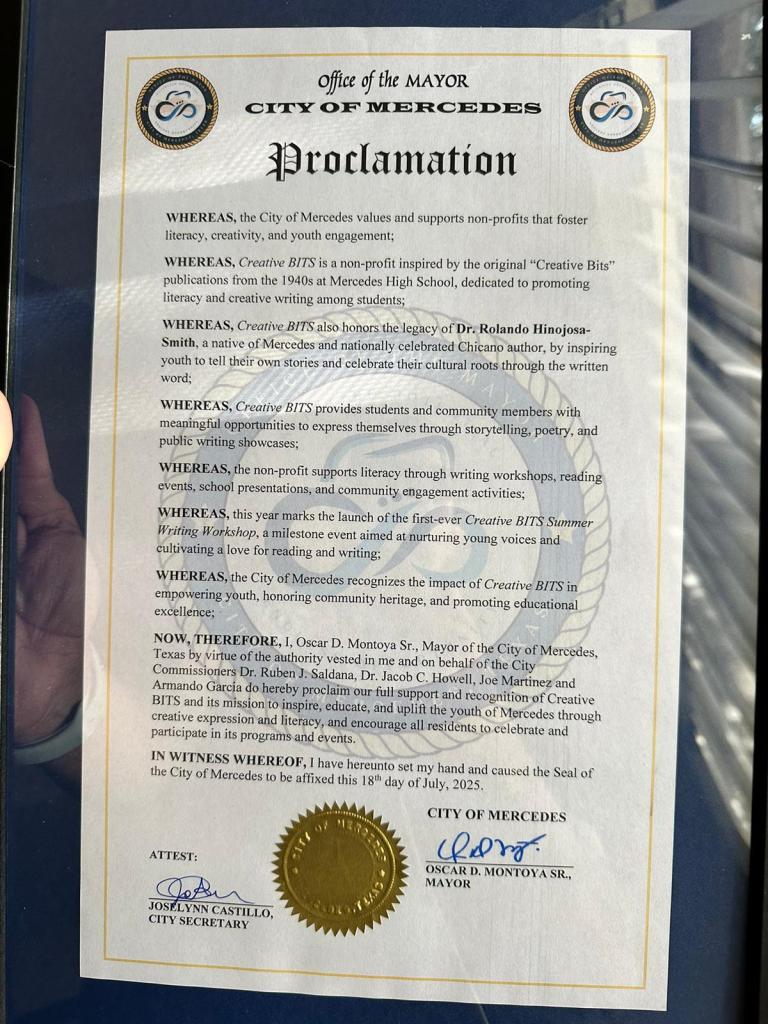 Office of the MAYOR
CITY OF MERCEDES
Proclamation
WHEREAS, the City of Mercedes values and supports non-profits that foster
literacy, creativity, and youth engagement;
WHEREAS, Creative BITS is a non-profit inspired by the original “Creative Bits”
publications from the 1940s at Mercedes High School, dedicated to promoting
literacy and creative writing among students;
WHEREAS, Creative BITS also honors the legacy of Dr. Rolando Hinojosa-
Smith, a native of Mercedes and nationally celebrated Chicano author, by inspiring
youth to tell their own stories and celebrate their cultural roots through the written
word;
WHEREAS, Creative BITS provides students and community members with
meaningful opportunities to express themselves through storytelling, poetry, and
public writing showcases;
WHEREAS, the non-profit supports literacy through writing workshops, reading
events, school presentations, and community engagement activities;
WHEREAS, this year marks the launch of the first-ever Creative BITS Summer
Writing Workshop, a milestone event aimed at nurturing young voices and
cultivating a love for reading and writing;
WHEREAS, the City of Mercedes recognizes the impact of Creative BITS in
empowering youth, honoring community heritage, and promoting educational
excellence;
NOW, THEREFORE, I, Oscar D. Montoya Sr., Mayor of the City of Mercedes,
Texas by virtue of the authority vested in me and on behalf of the City
Commissioners Dr. Ruben J. Saldana, Dr. Jacob C. Howell, Joe Martinez and
Armando Garcia do hereby proclaim our full support and recognition of Creative
BITS and its mission to inspire, educate, and uplift the youth of Mercedes through
creative expression and literacy, and encourage all residents to celebrate and
participate in its programs and events.
IN WITNESS WHEREOF, I have hereunto set my hand and caused the Seal of
the City of Mercedes to be affixed this 18th day of July, 2025.
CITY OF MERCEDES
CITY OF MERCEDES
ATTEST:
OSCAR D. MONTOYA SR.,
MAYOR
JOSELYNN CASTILLO,
CITY SECRETARY